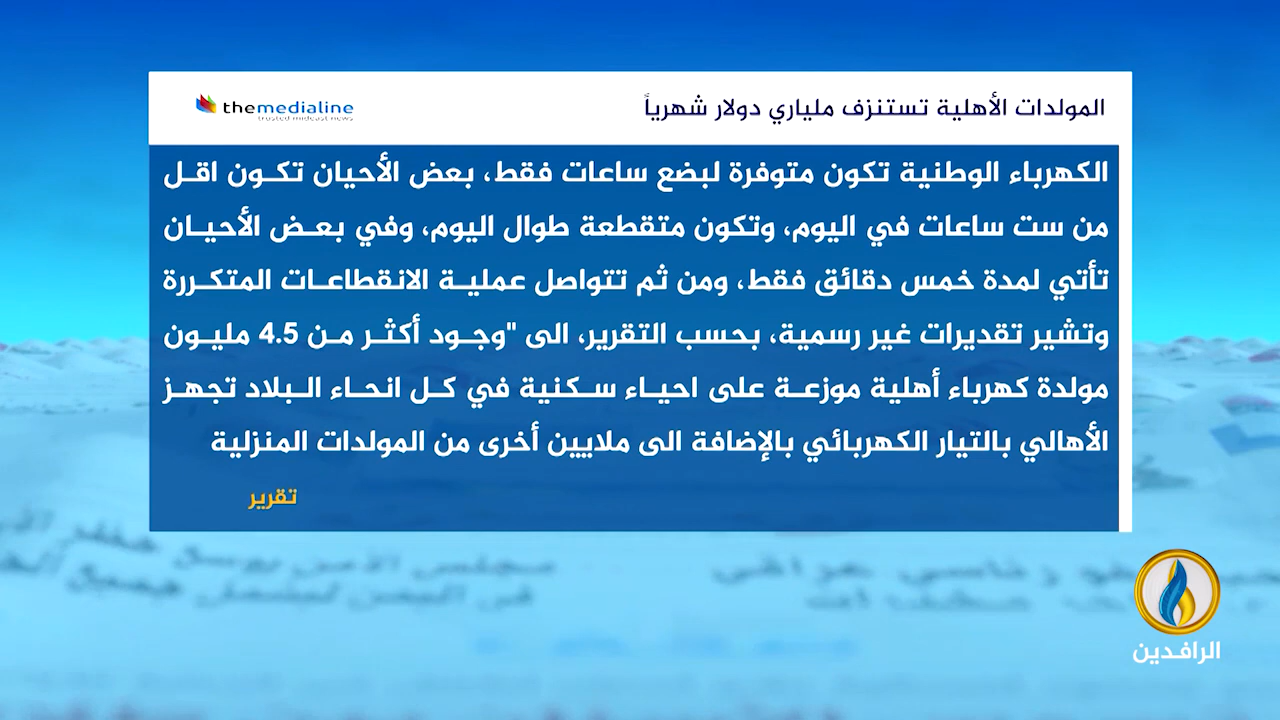 المولدات الأهلية تستنزف ملياري دولار شهرياً
themedialine
trusted mideast news
الكهرباء الوطنية تكون متوفرة لبضع ساعات فقط، بعض الأحيان تكون اقل
من ست ساعات في اليوم، وتكون متقطعة طوال اليوم، وفي بعض الأحيان
تأتي لمدة خمس دقائق فقط، ومن ثم تتواصل عملية الانقطاعات المتكررة
وتشير تقديرات غير رسمية، بحسب التقرير، الى "وجود أكثر من 4.5 مليون
مولدة كهرباء أهلية موزعة على احياء سكنية في كل انحاء البلاد تجهز
الأهالي بالتيار الكهربائي بالإضافة الى ملايين أخرى من المولدات المنزلية
تقرير
الرافدين